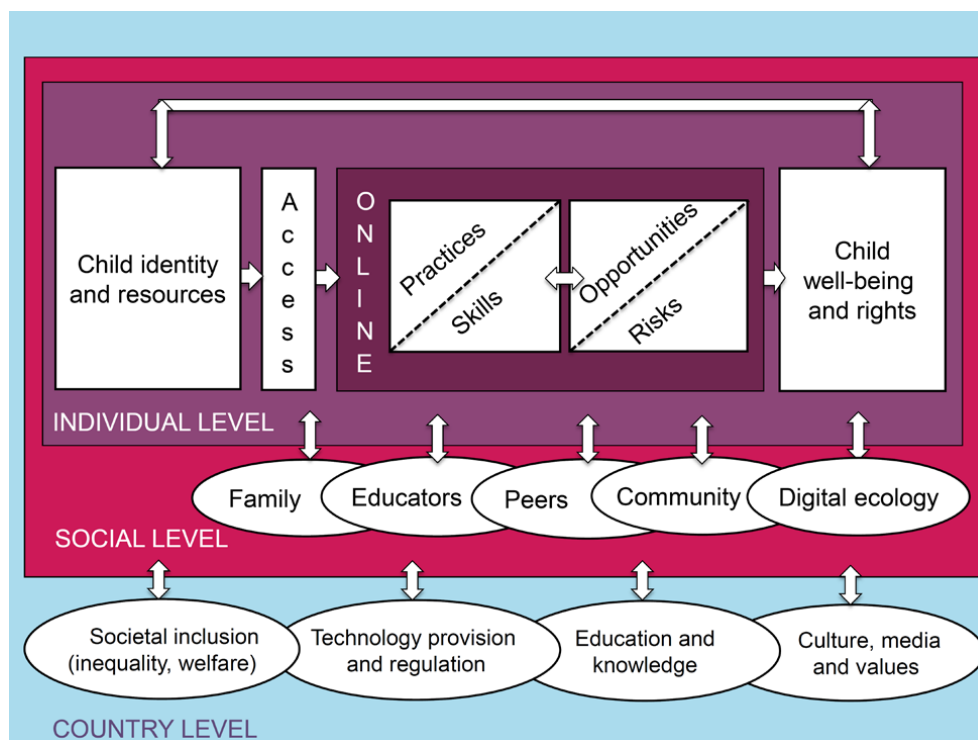 Child identity
and resources
Access
ONLINE
Practices
Skills
Opportunities
Risks
Child
well-being
and rights
INDIVIDUAL LEVEL
Family
Educators
Peers
Community
Digital ecology
SOCIAL LEVEL
Societal inclusion
(inequality, welfare)
Technology provision
and regulation
Education and
knowledge
Culture, media
and values
COUNTRY LEVEL